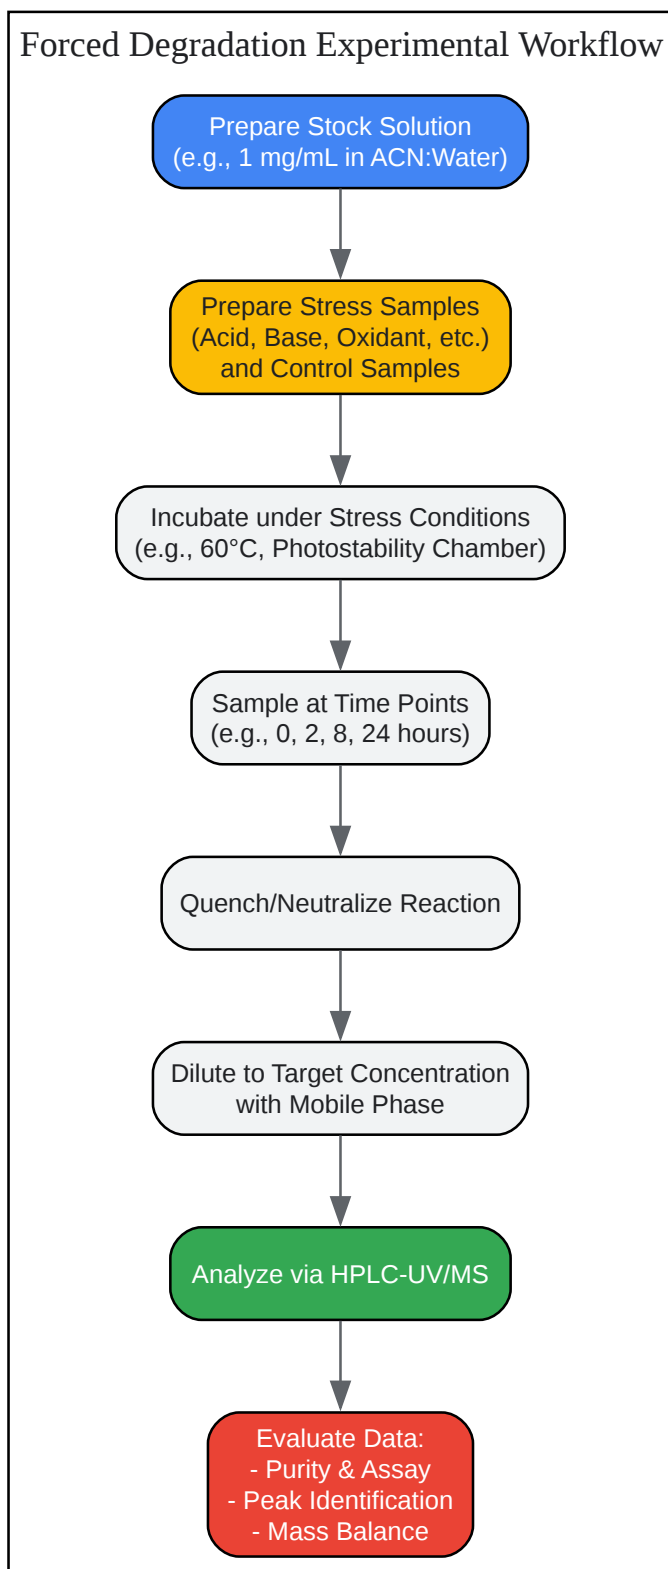 Forced Degradation Experimental Workflow
Prepare Stock Solution
(e.g., 1 mg/mL in ACN:Water)
Prepare Stress Samples
(Acid, Base, Oxidant, etc.)
and Control Samples
Incubate under Stress Conditions
(e.g., 60°C, Photostability Chamber)
Sample at Time Points
(e.g., 0, 2, 8, 24 hours)
Quench/Neutralize Reaction
Dilute to Target Concentration
with Mobile Phase
Analyze via HPLC-UV/MS
Evaluate Data:
- Purity & Assay
- Peak Identification
- Mass Balance